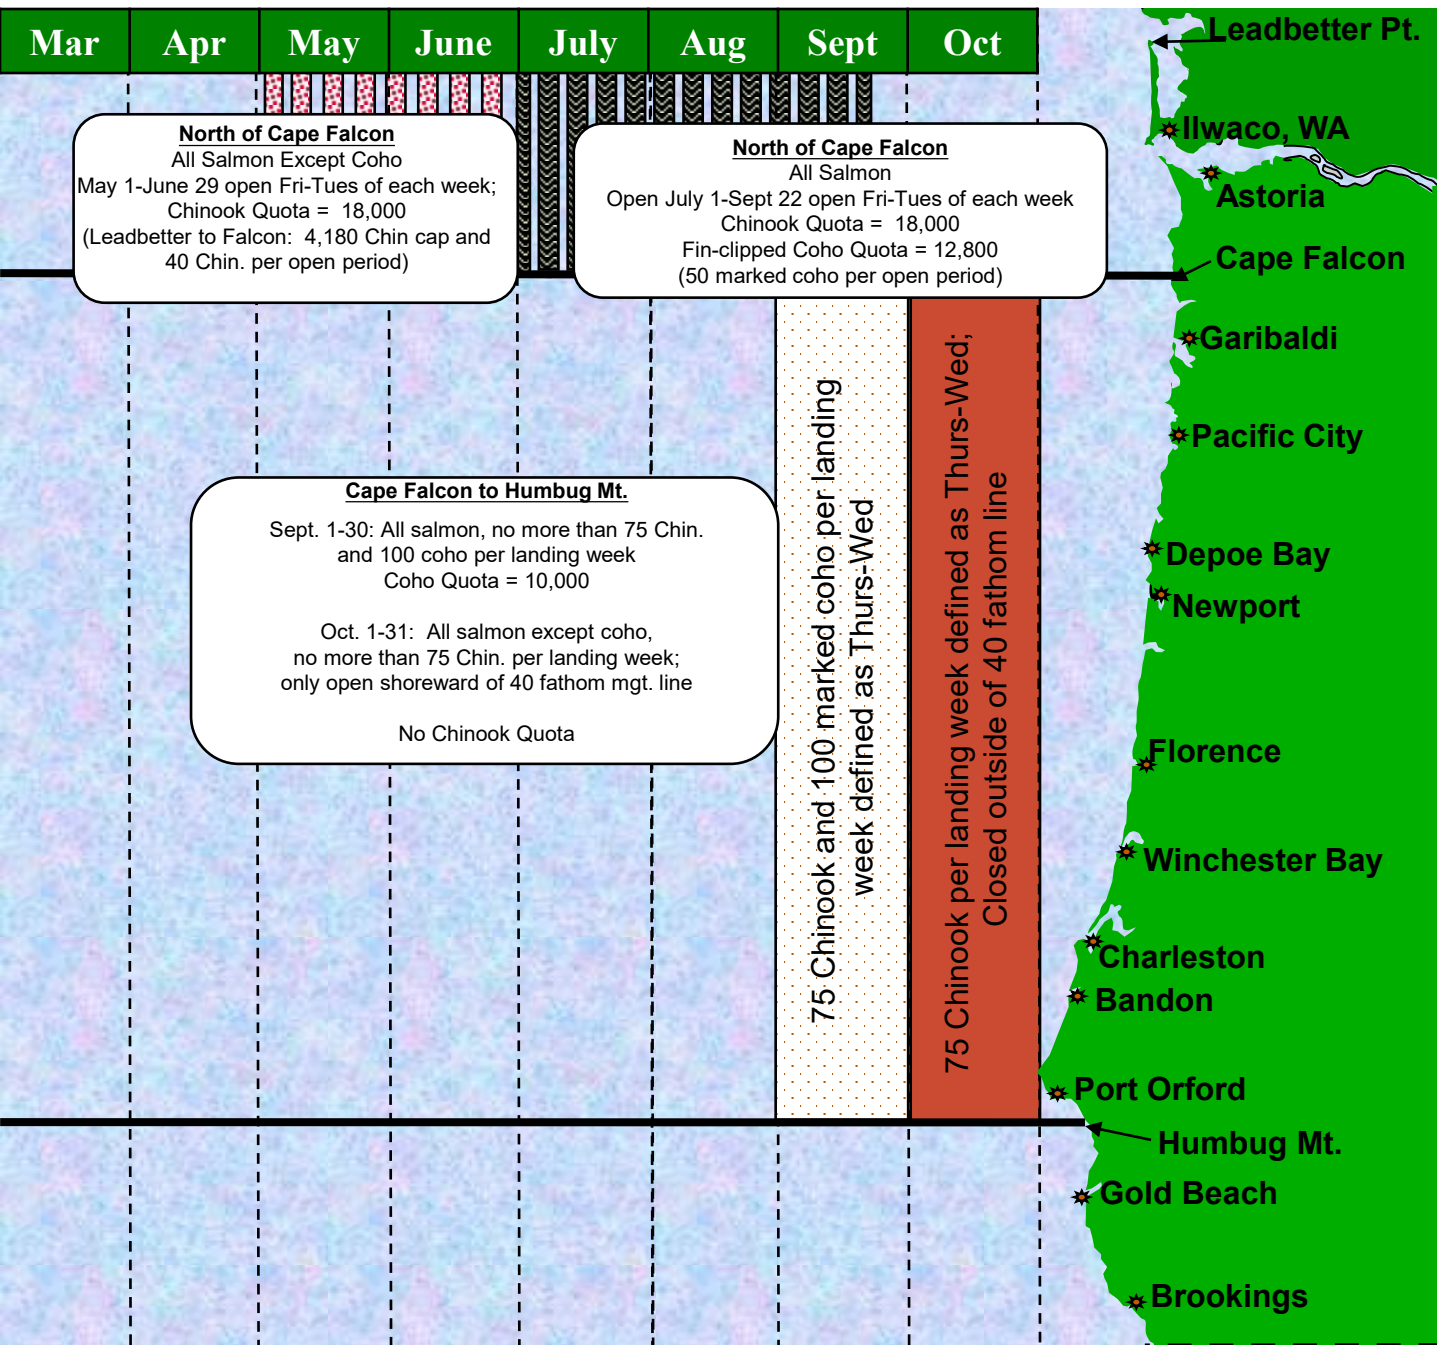 Mar Apr May June July Aug Sept Oct
North of Cape Falcon
All Salmon Except Coho
May 1-June 29 open Fri-Tues of each week;
Chinook Quota = 18,000
(Leadbetter to Falcon: 4,180 Chin cap and
40 Chin. per open period)
North of Cape Falcon
All Salmon
Open July 1-Sept 22 open Fri-Tues of each week
Chinook Quota = 18,000
Fin-clipped Coho Quota = 12,800
(50 marked coho per open period)
Cape Falcon to Humbug Mt.
Sept. 1-30: All salmon, no more than 75 Chin.
and 100 coho per landing week
Coho Quota = 10,000
Oct. 1-31: All salmon except coho,
no more than 75 Chin. per landing week;
only open shoreward of 40 fathom mgt. line
No Chinook Quota
75 Chinook and 100 marked coho per landing
week defined as Thurs-Wed
75 Chinook per landing week defined as Thurs-Wed;
Closed outside of 40 fathom line
Leadbetter Pt.
Ilwaco, WA
Astoria
Cape Falcon
Garibaldi
Pacific City
Depoe Bay
Newport
Florence
Winchester Bay
Charleston
Bandon
Port Orford
Humbug Mt.
Gold Beach
Brookings